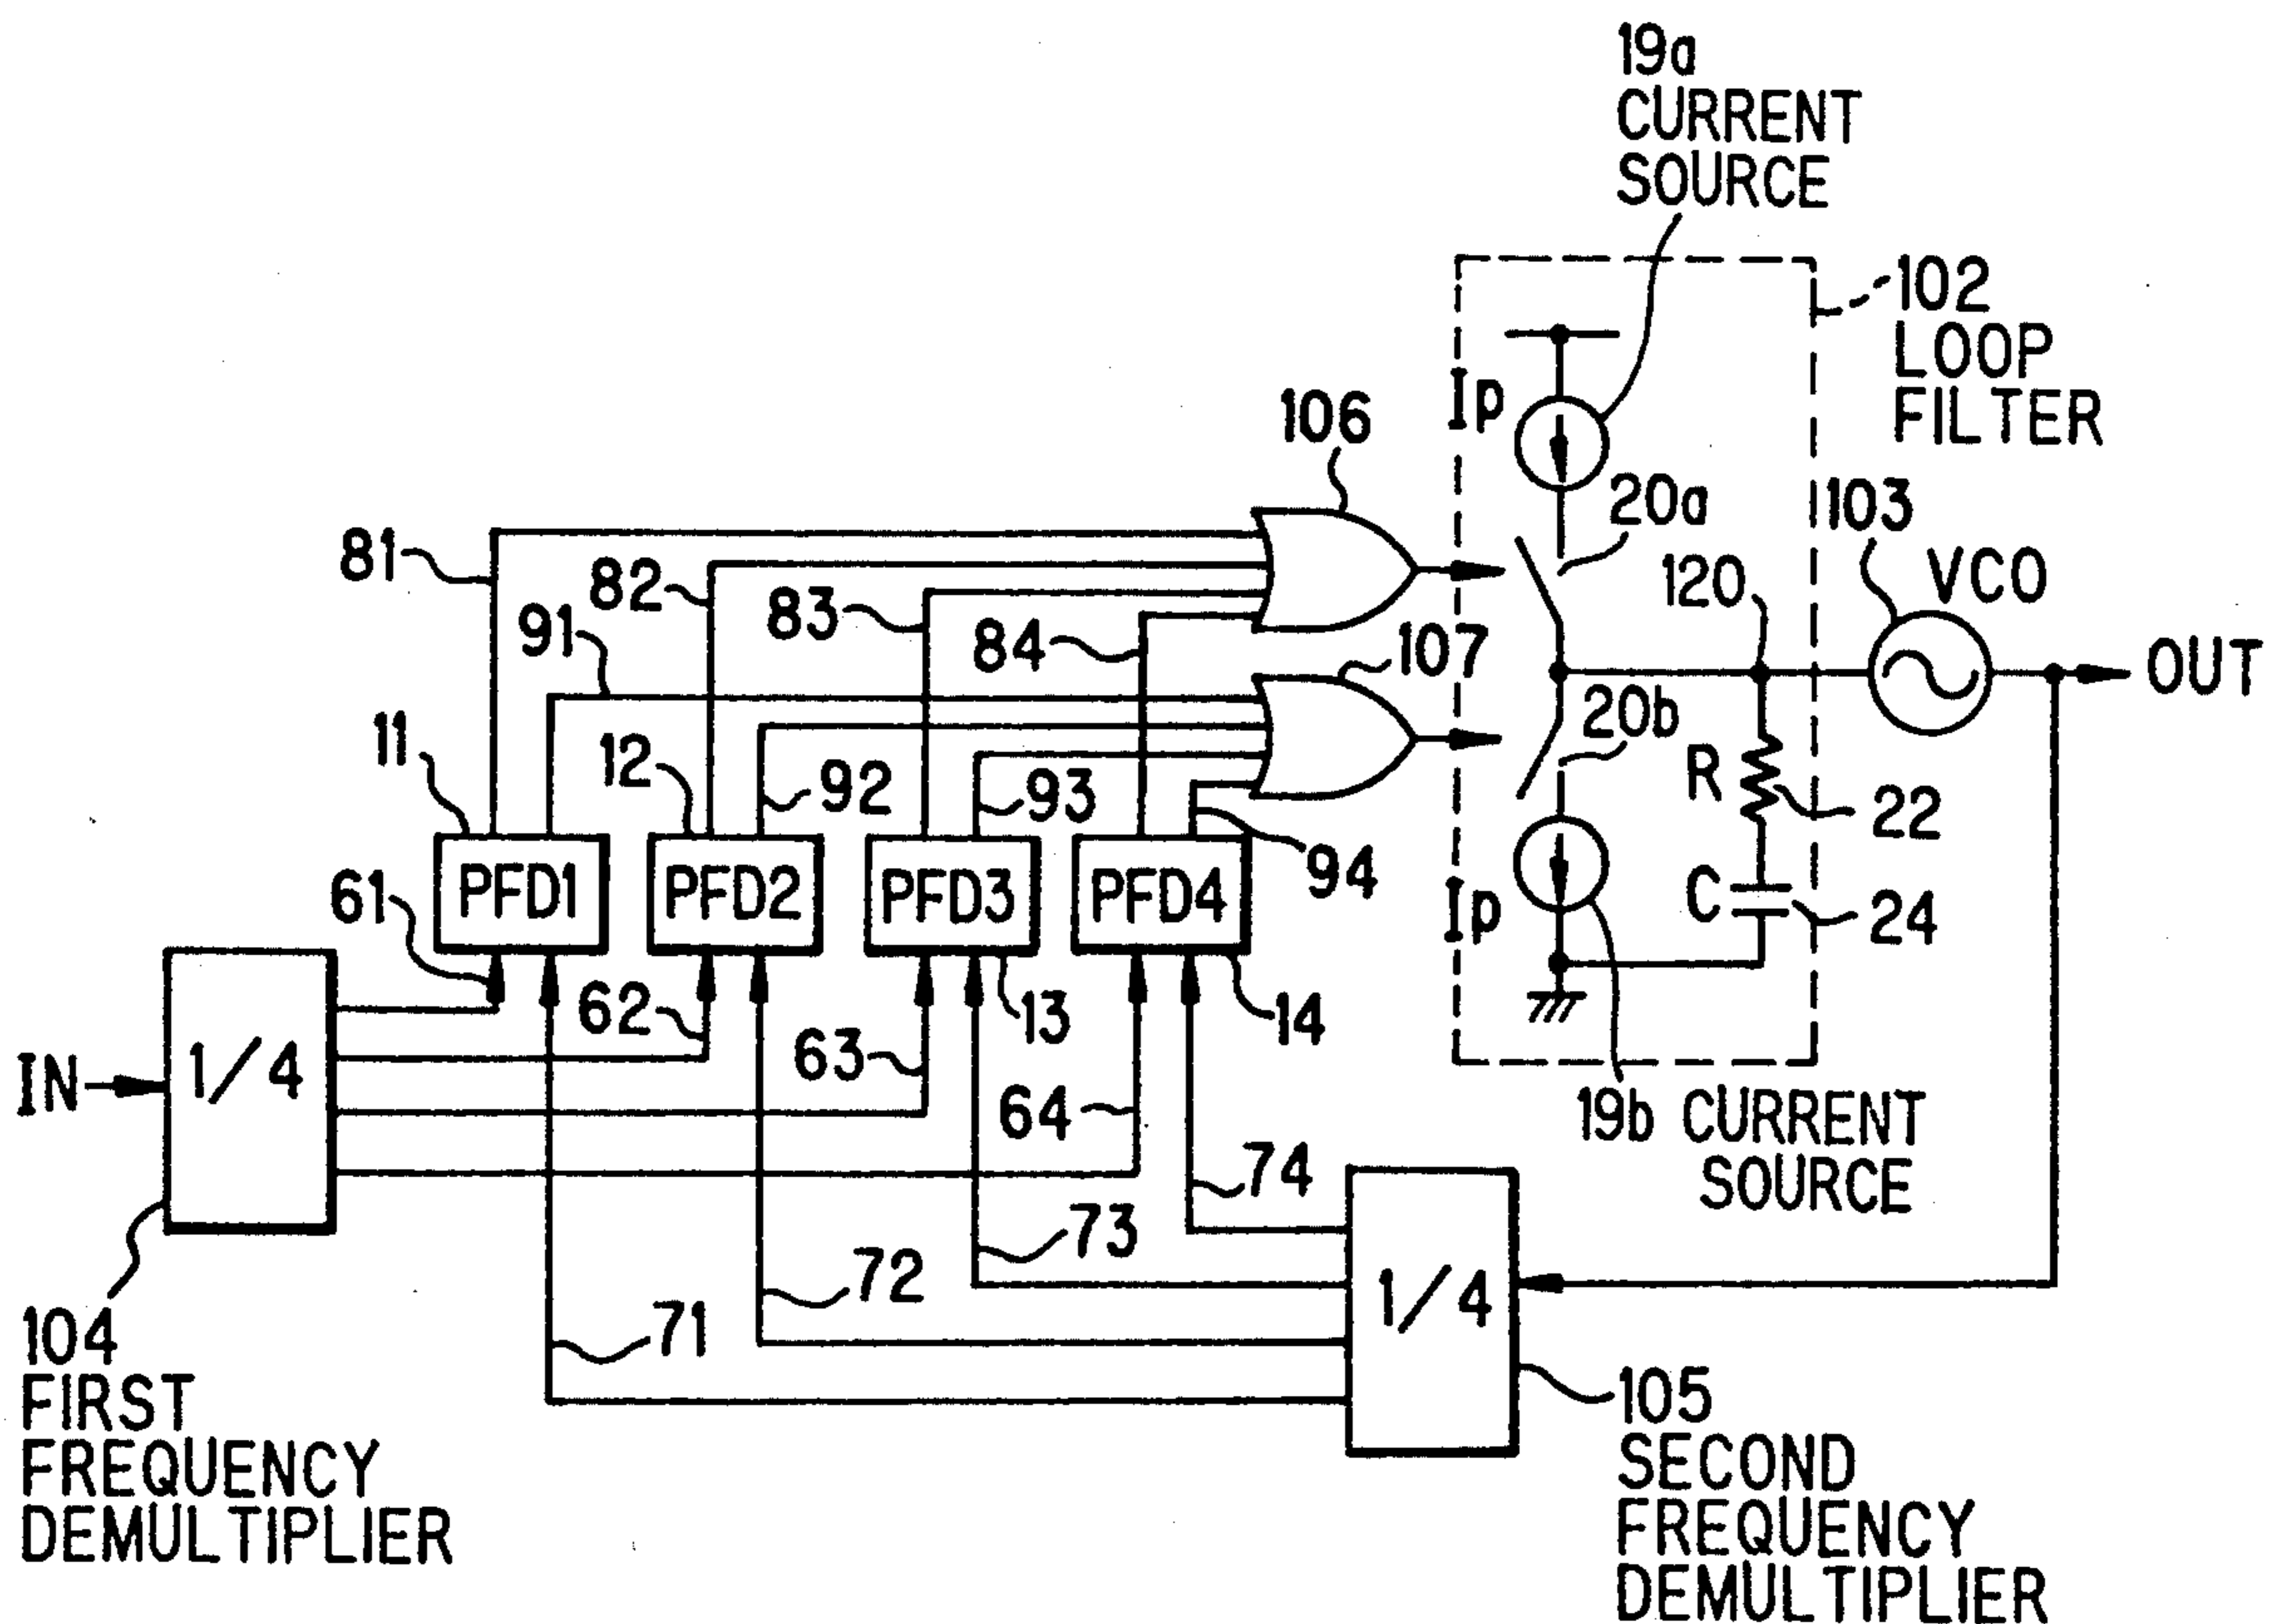 19a
CURRENT
SOURCE
102
LOOP
FILTER
Ip
106
20a
103
81
82
120
VCO
83
91
84
107
OUT
20b
11
12
92
93
R
22
94
61
PFD1
PFD2
PFD3
PFD4
Ip
C
24
62
13
14
63
IN
1/4
64
19b CURRENT
SOURCE
74
73
72
1/4
71
104
FIRST
FREQUENCY
DEMULTIPLIER
105
SECOND
FREQUENCY
DEMULTIPLIER